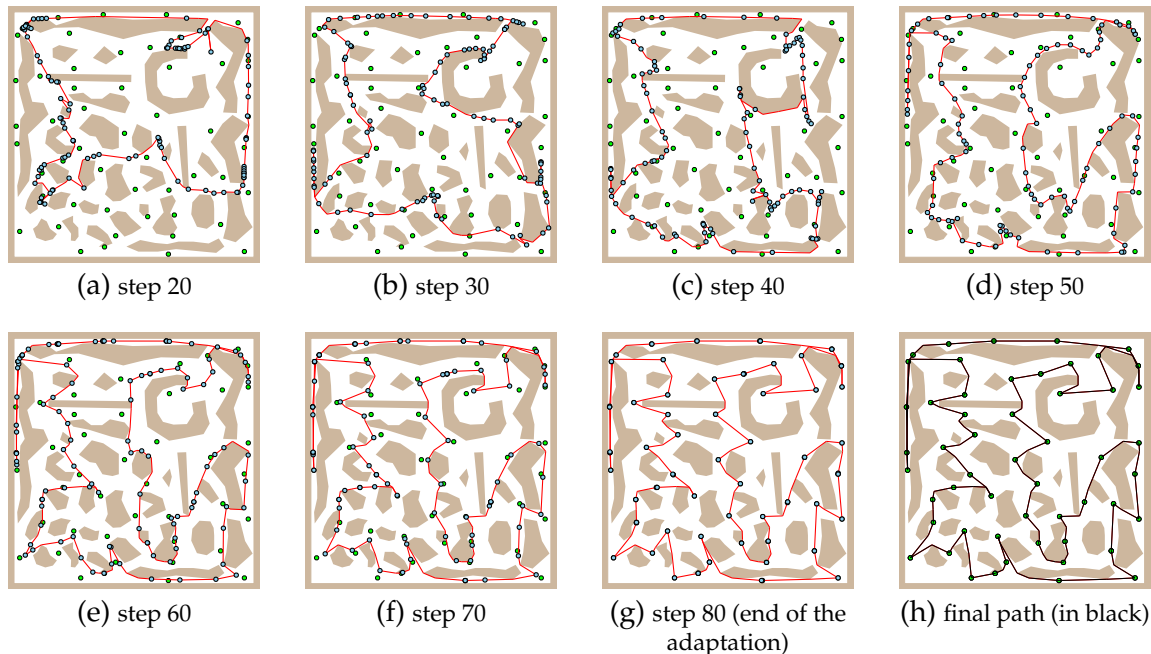 (a) step 20
(b) step 30
(c) step 40
(d) step 50
(e) step 60
(f) step 70
(g) step 80 (end of the
adaptation)
(h) final path (in black)